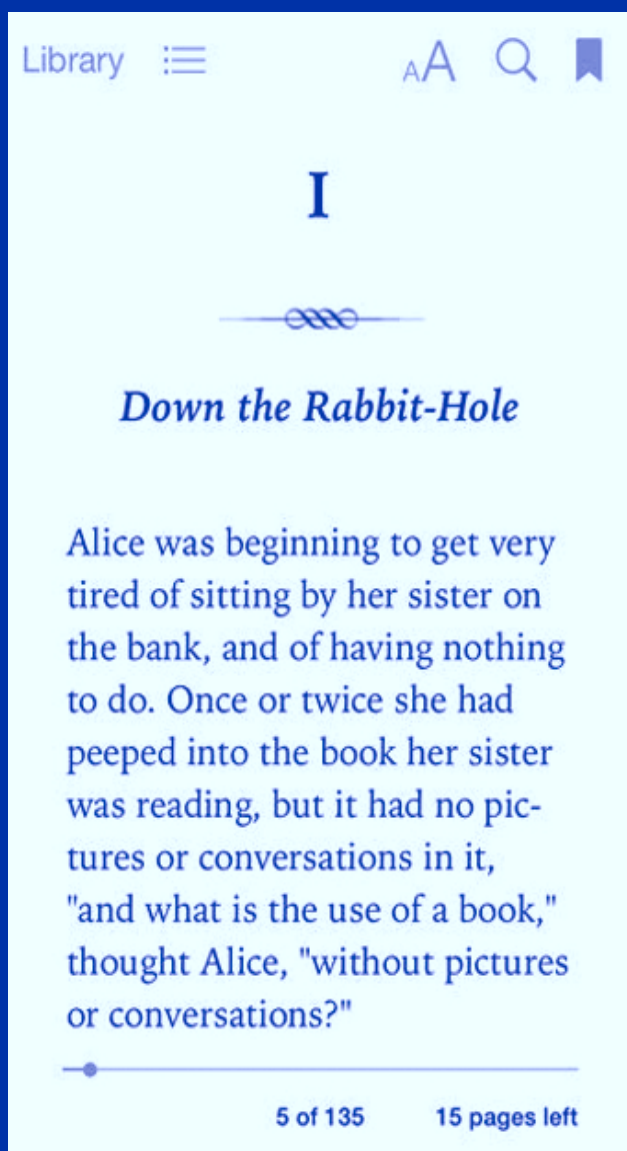 Library
AA
I
Down the Rabbit-Hole
Alice was beginning to get very
tired of sitting by her sister on
the bank, and of having nothing
to do. Once or twice she had
peeped into the book her sister
was reading, but it had no pic-
tures or conversations in it,
"and what is the use of a book,"
thought Alice, "without pictures
or conversations?"
5 of 135 15 pages left